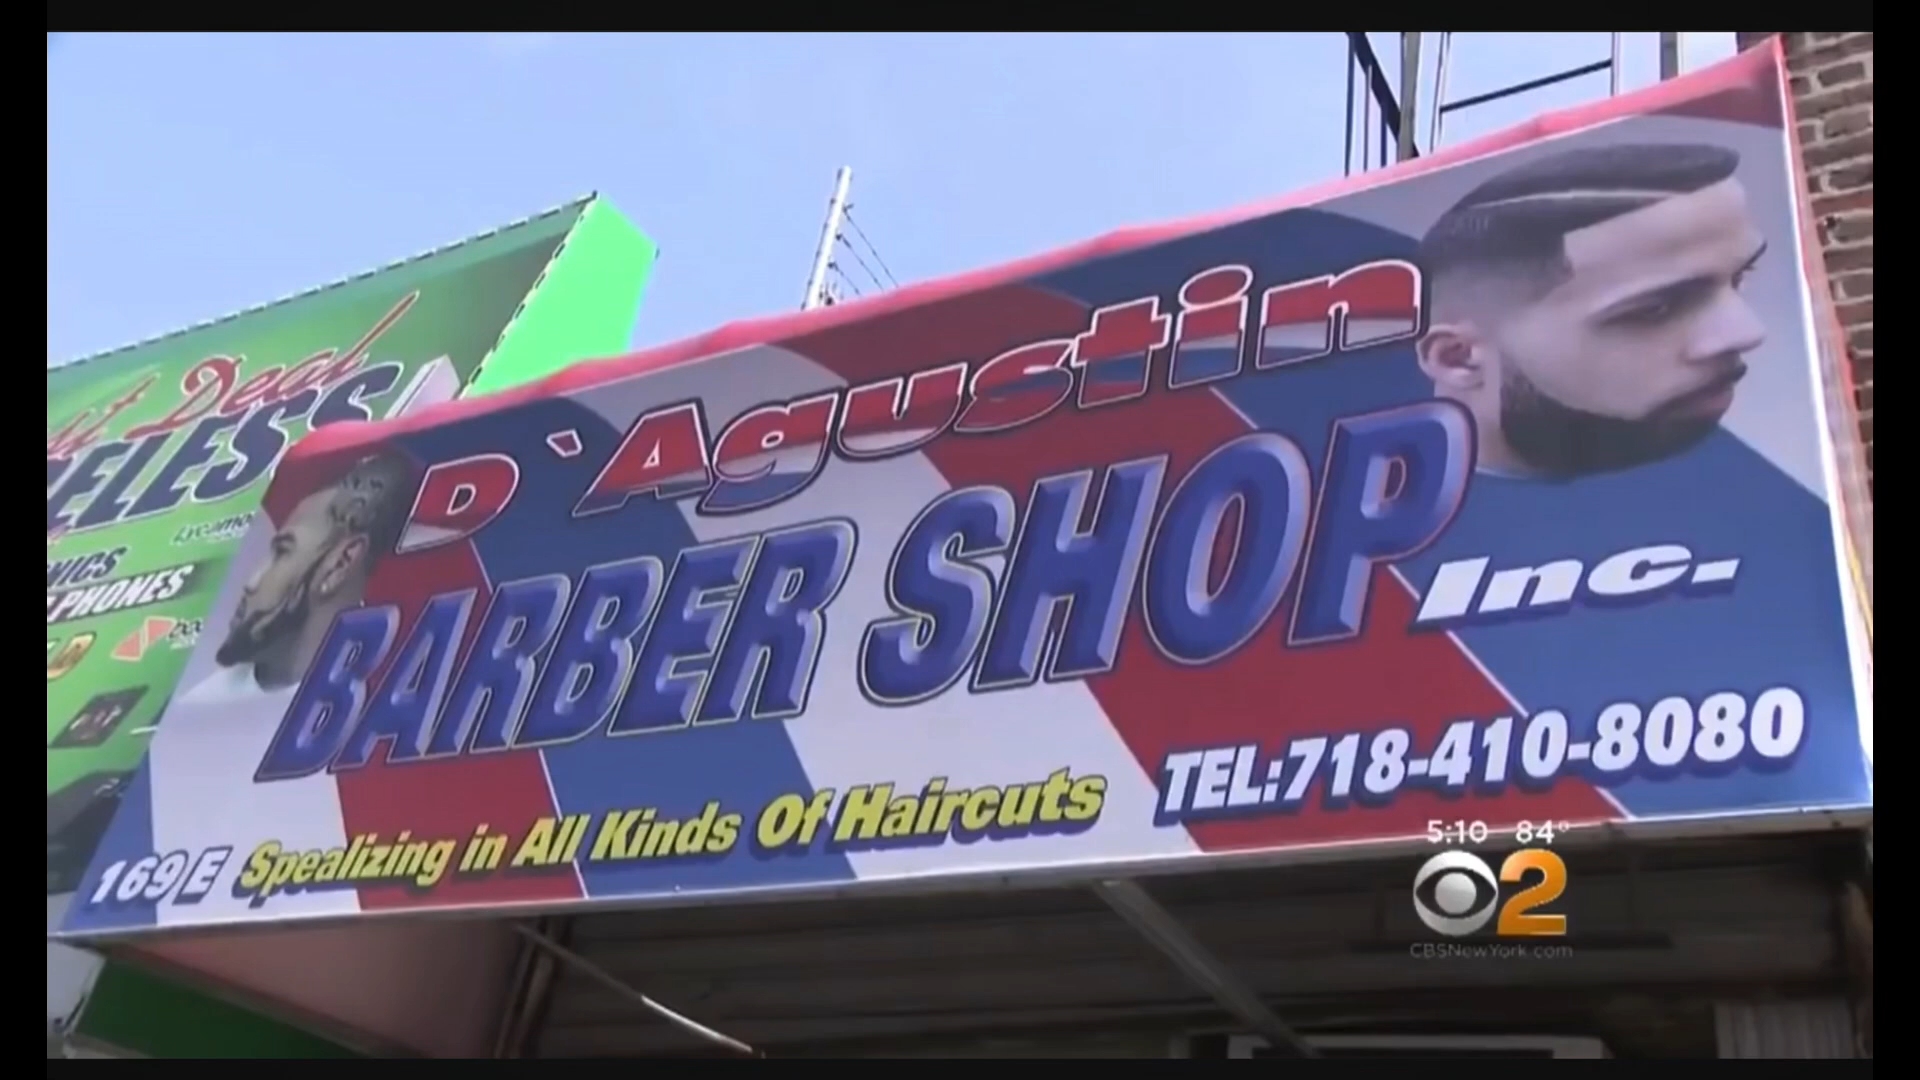 Deal
D`Agustin
BARBER SHOP
Inc.
TEL:718-410-8080
169 E Spealizing in All Kinds Of Haircuts
PHONES
5:10 84°
2
CBSNewYork.com